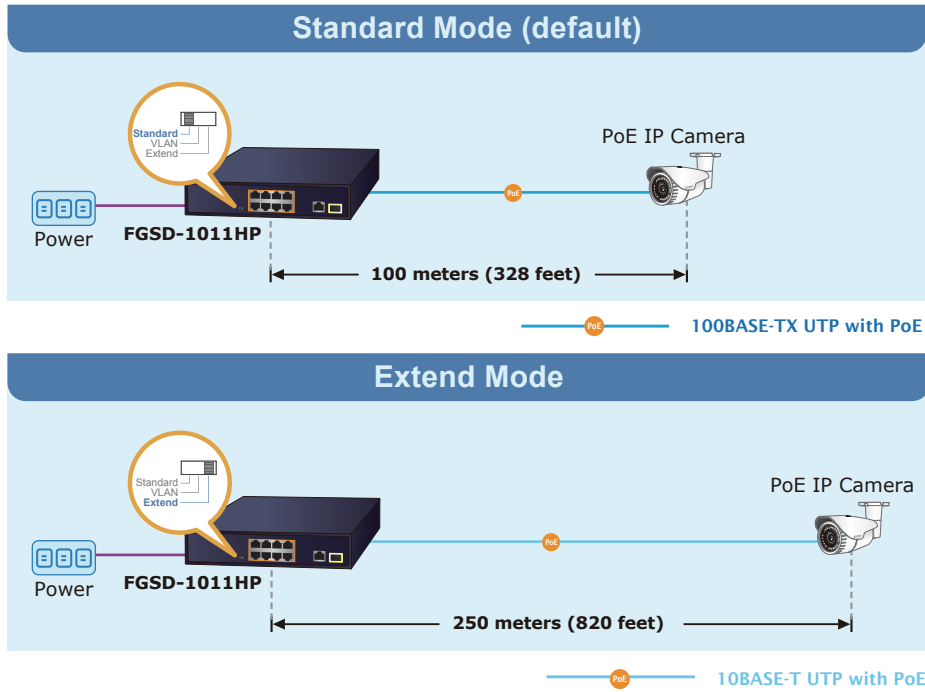 Standard Mode (default)
Standard
VLAN
Extend
PoE IP Camera
PoE
Power
FGSD-1011HP
100 meters (328 feet)
PoE
100BASE-TX UTP with PoE
Extend Mode
Standard
VLAN
Extend
PoE IP Camera
PoE
Power
FGSD-1011HP
250 meters (820 feet)
PoE
10BASE-T UTP with PoE